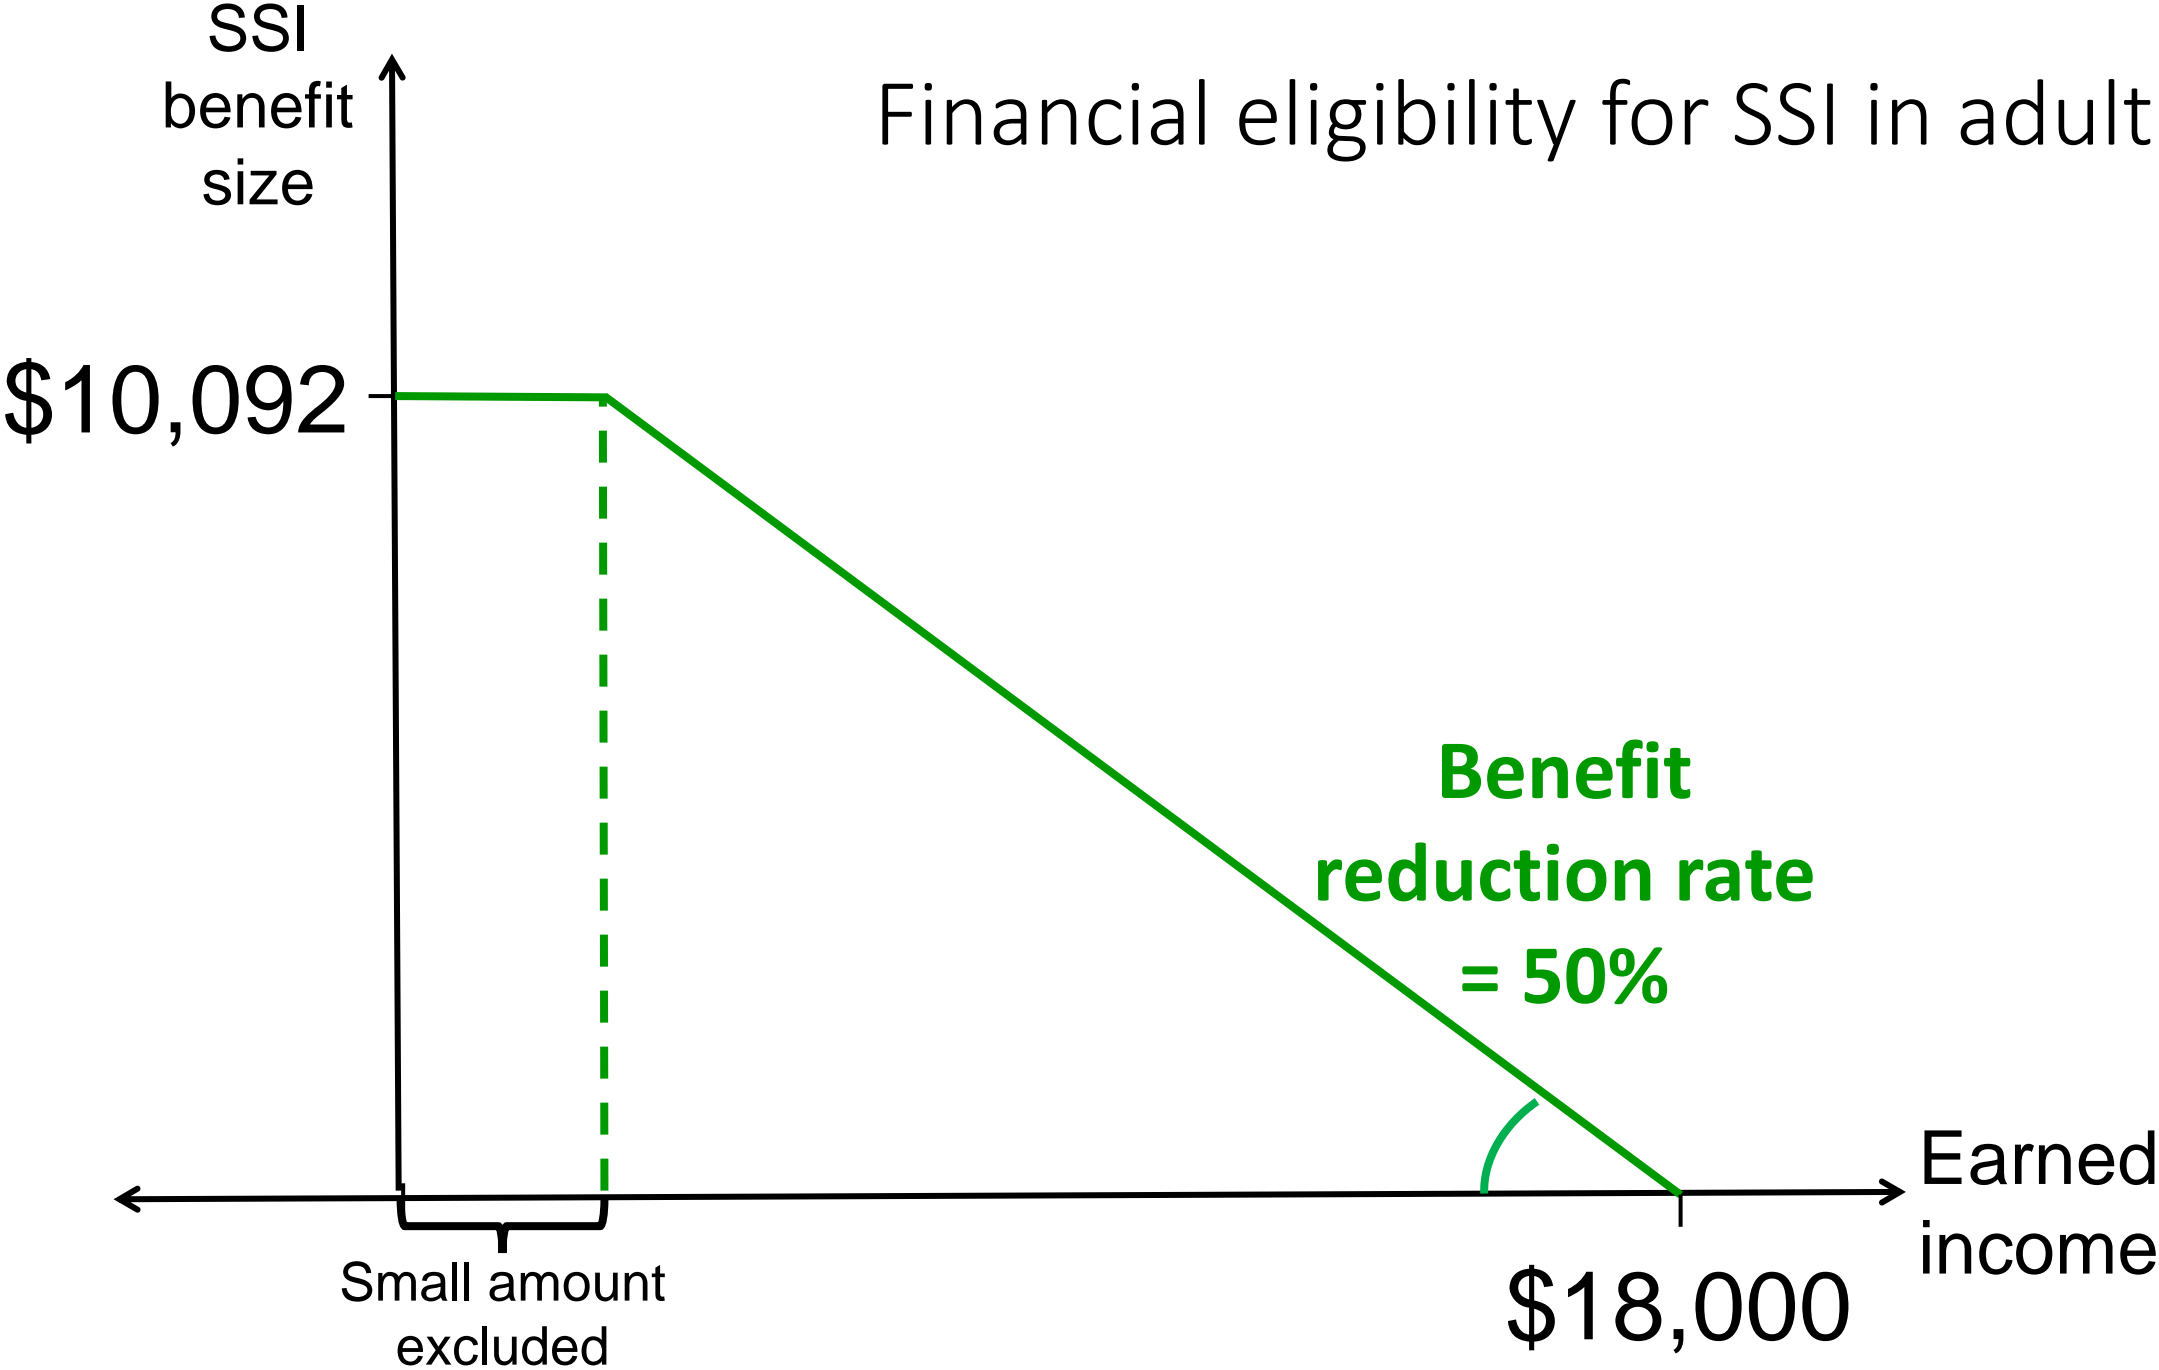 SSI
benefit
size
Financial eligibility for SSI in adult
$10,092
Benefit
reduction rate
= 50%
Earned
income
$18,000
Small amount
excluded